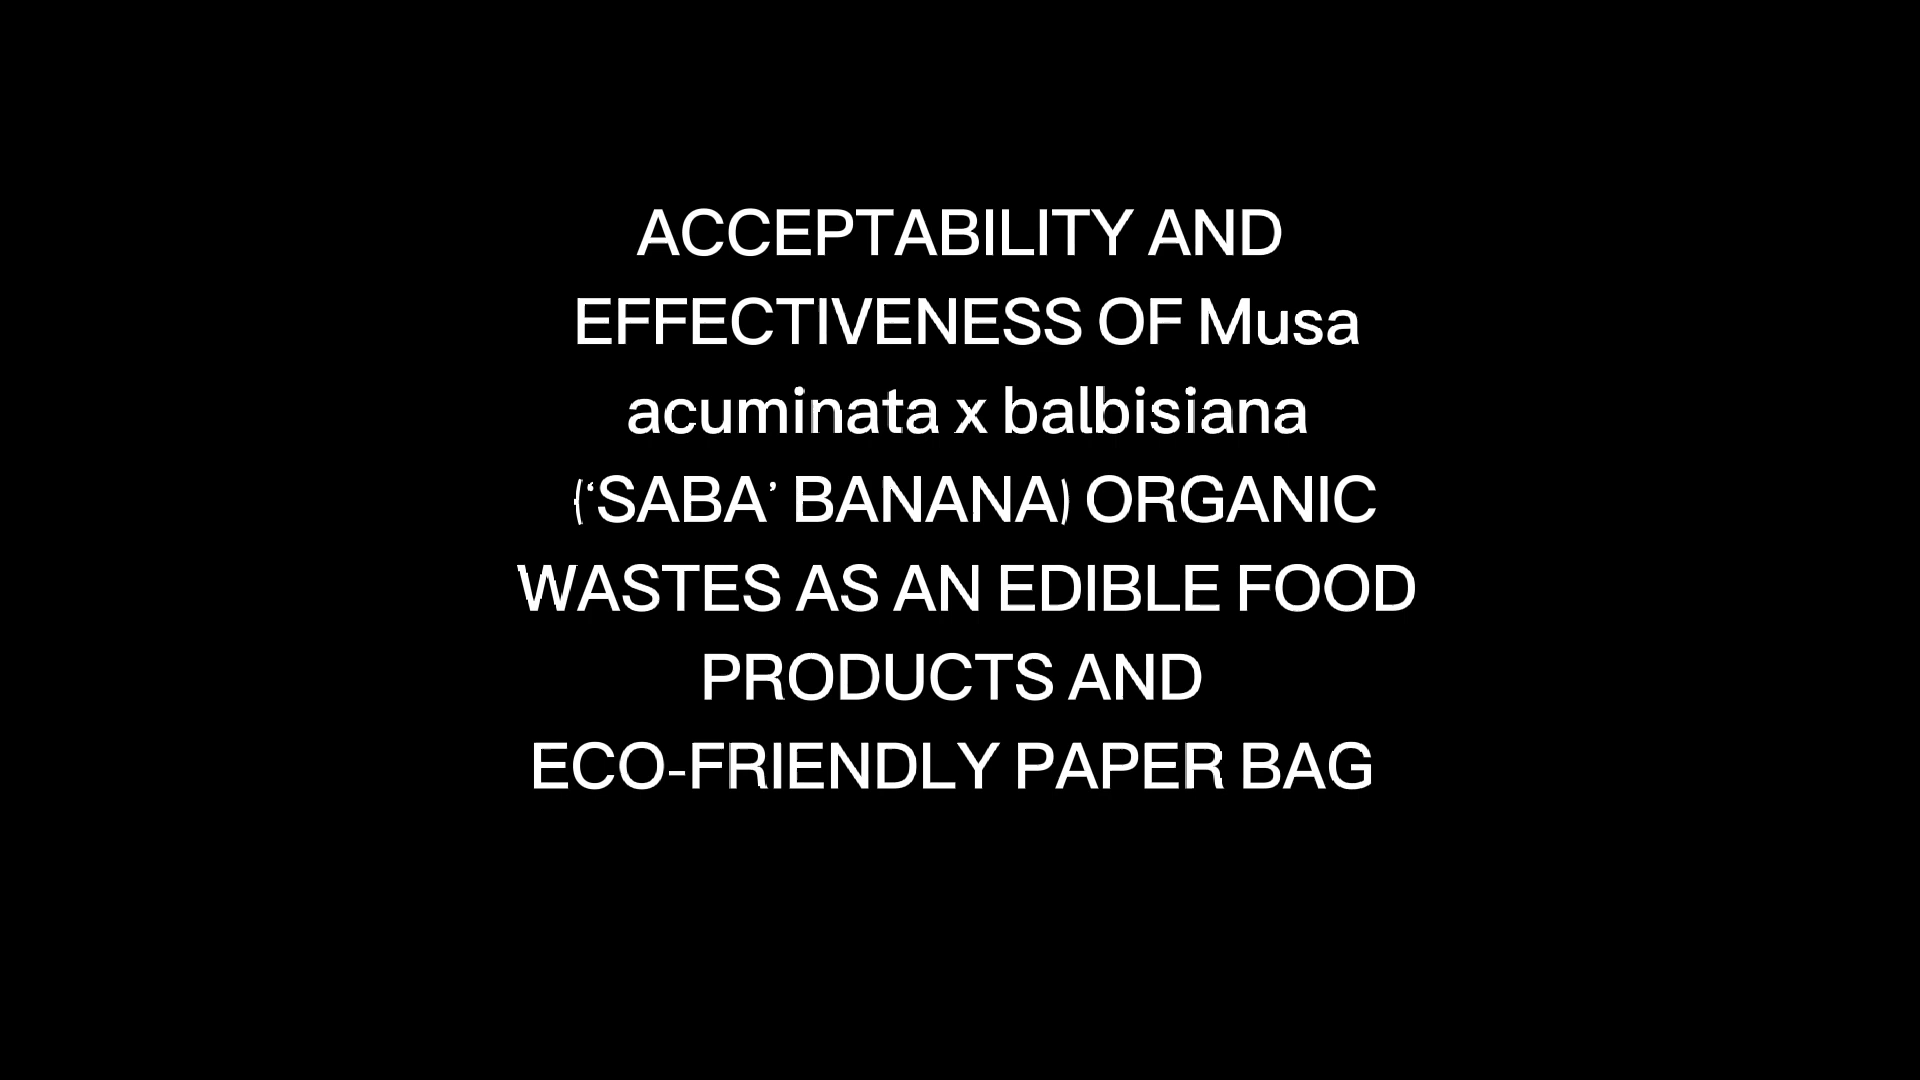 ACCEPTABILITY AND
EFFECTIVENESS OF Musa
acuminata x balbisiana
(‘SABA’ BANANA) ORGANIC
WASTES AS AN EDIBLE FOOD
PRODUCTS AND
ECO-FRIENDLY PAPER BAG